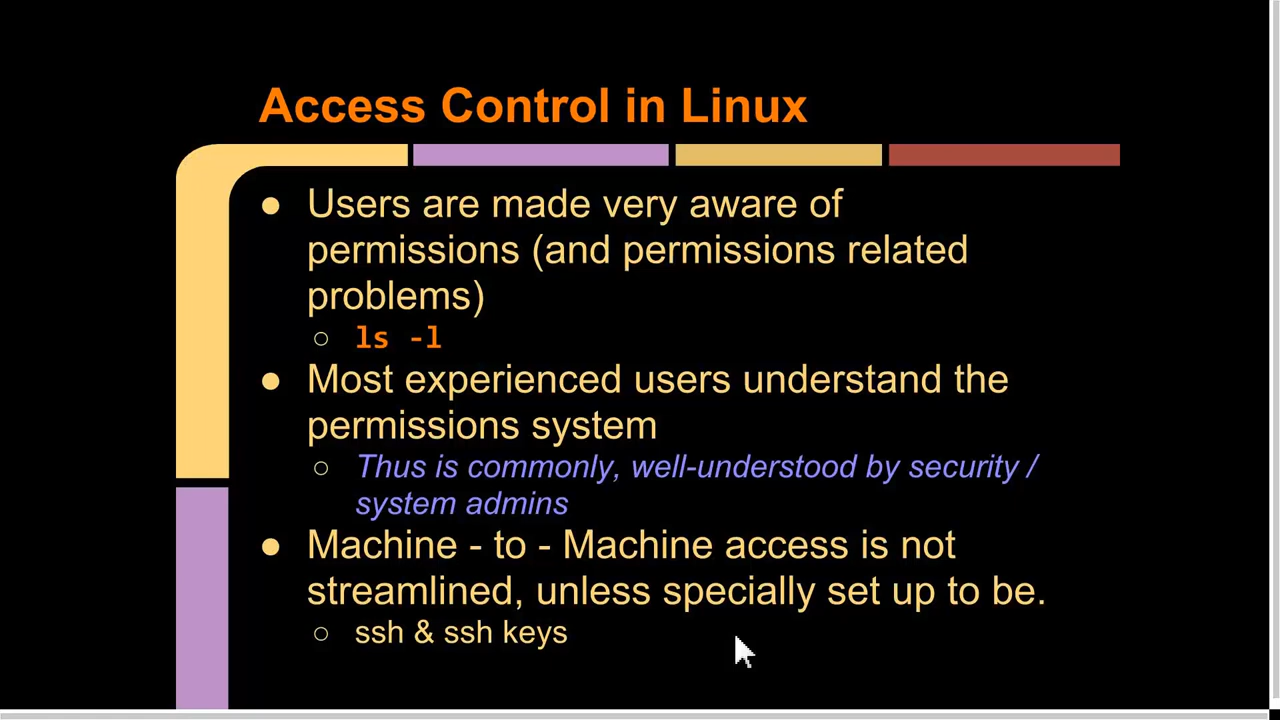 Access Control in Linux
● Users are made very aware of
permissions (and permissions related
problems)
○ ls -l
● Most experienced users understand the
permissions system
○ Thus is commonly, well-understood by security /
system admins
● Machine - to - Machine access is not
streamlined, unless specially set up to be.
○ ssh & ssh keys